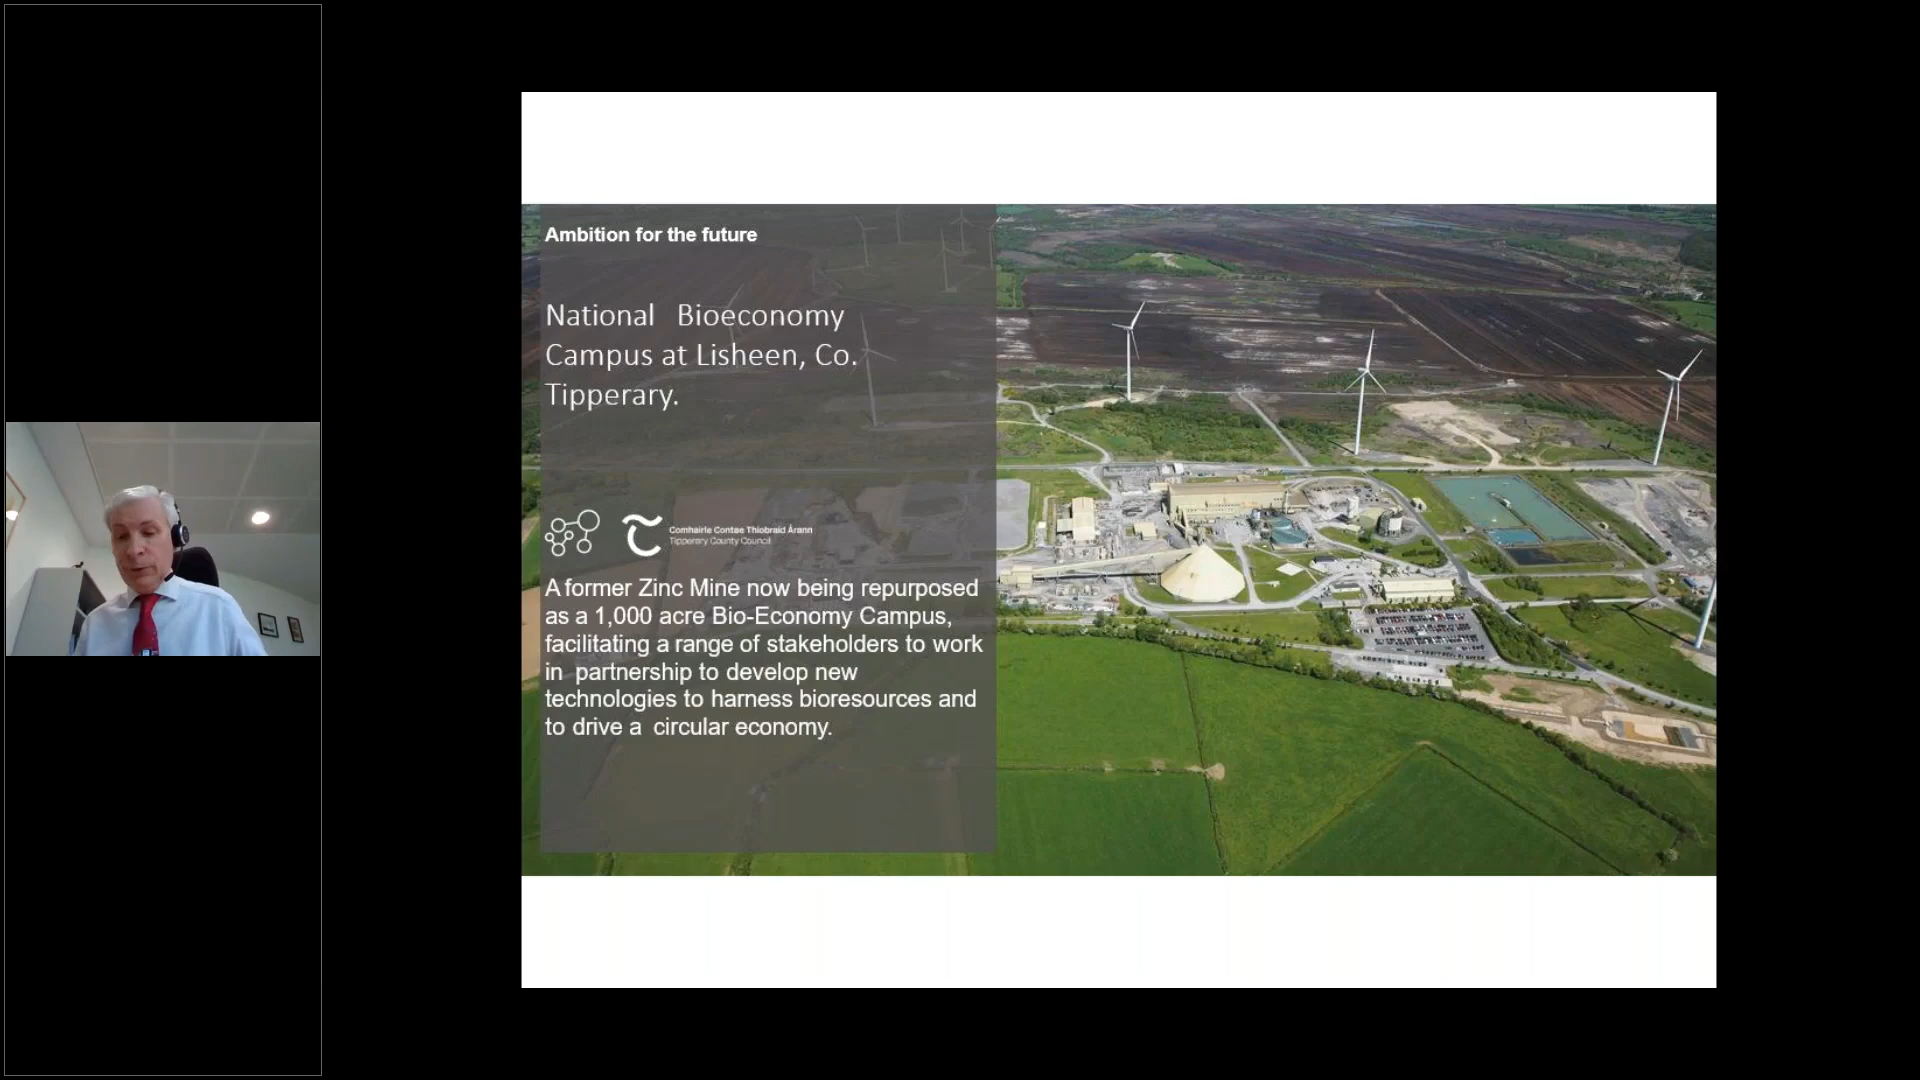 Ambition for the future
National Bioeconomy
Campus at Lisheen, Co.
Tipperary.
Comhairle Contae Thiobraid Árann
Tipperary County Council
A former Zinc Mine now being repurposed
as a 1,000 acre Bio-Economy Campus,
facilitating a range of stakeholders to work
in partnership to develop new
technologies to harness bioresources and
to drive a circular economy.